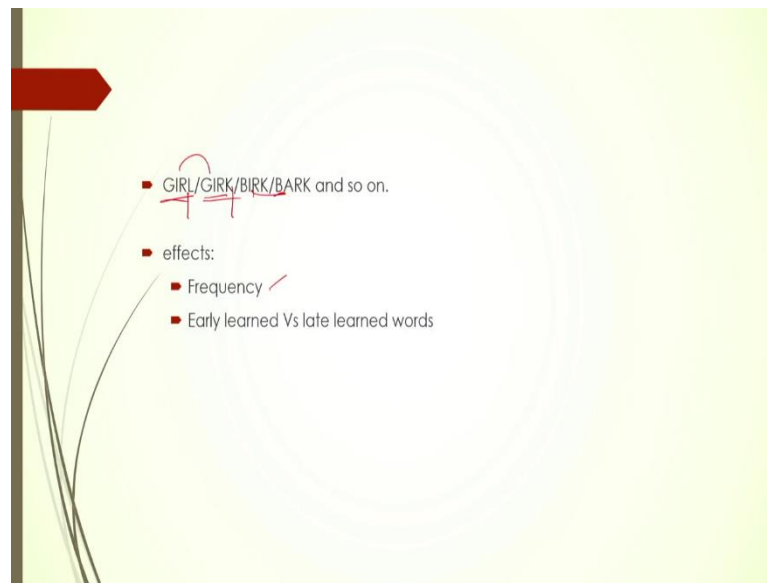 GIRL/GIRK/BIRK/BARK and so on.
effects:
Frequency
Early learned Vs late learned words